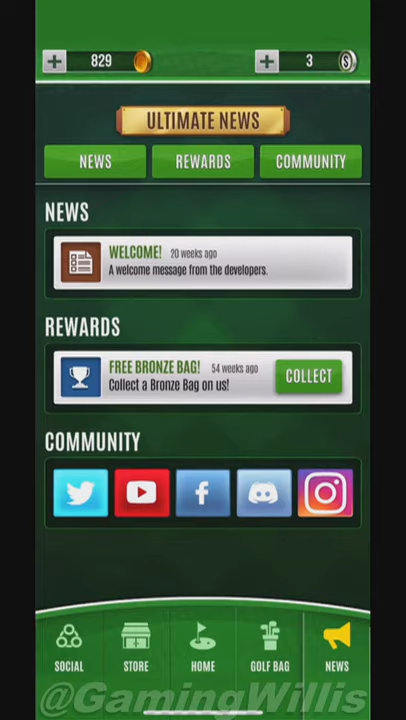 829
3
ULTIMATE NEWS
NEWS
REWARDS
COMMUNITY
NEWS
WELCOME! 20 weeks ago
A welcome message from the developers.
REWARDS
FREE BRONZE BAG! 54 weeks ago
Collect a Bronze Bag on us!
COLLECT
COMMUNITY
SOCIAL
STORE
HOME
GOLF BAG
NEWS
@GamingWillis